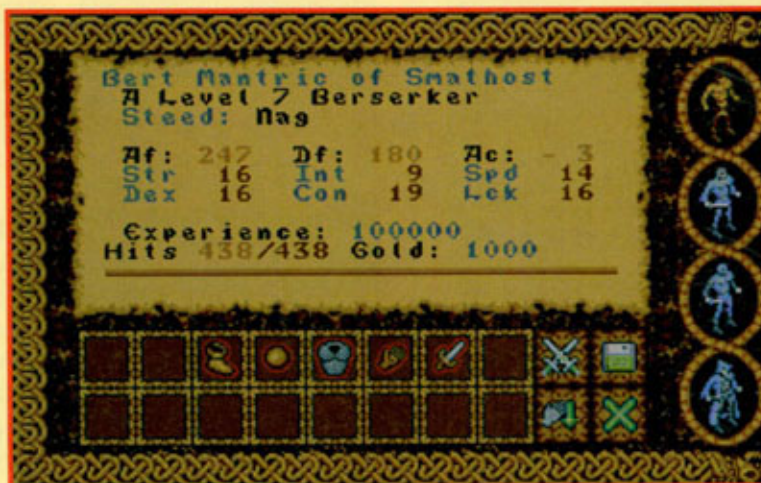 Bert Mantric of Smathost
A Level 7 Berserker
Steed: Nag
Af: 247 Df: 180 Ac: - 3
Str 16 Int 9 Spd 14
Dex 16 Con 19 Lck 16
Experience: 100000
Hits 438/438 Gold: 1000